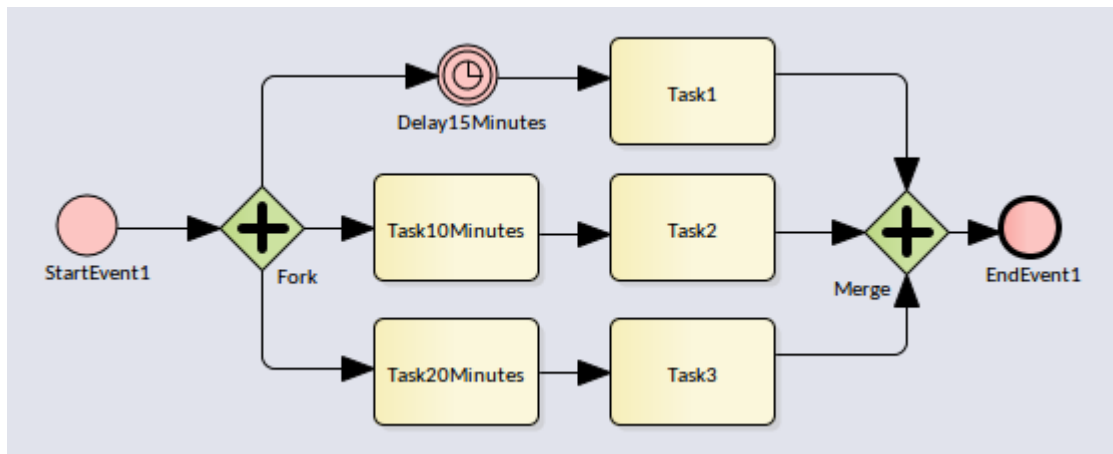 Delay15Minutes
Task1
StartEvent1
Fork
Task10Minutes
Task2
Merge
EndEvent1
Task20Minutes
Task3